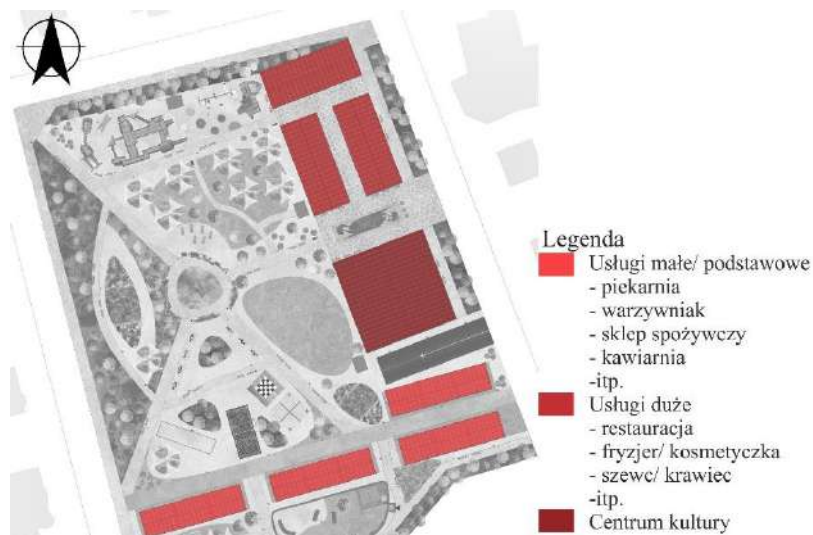 Legenda
Usługi małe/ podstawowe
- piekarnia
- warzywniak
- sklep spożywczy
- kawiarnia
-itp.
Usługi duże
- restauracja
- fryzjer/ kosmetyczka
- szewc/ krawiec
-itp.
Centrum kultury